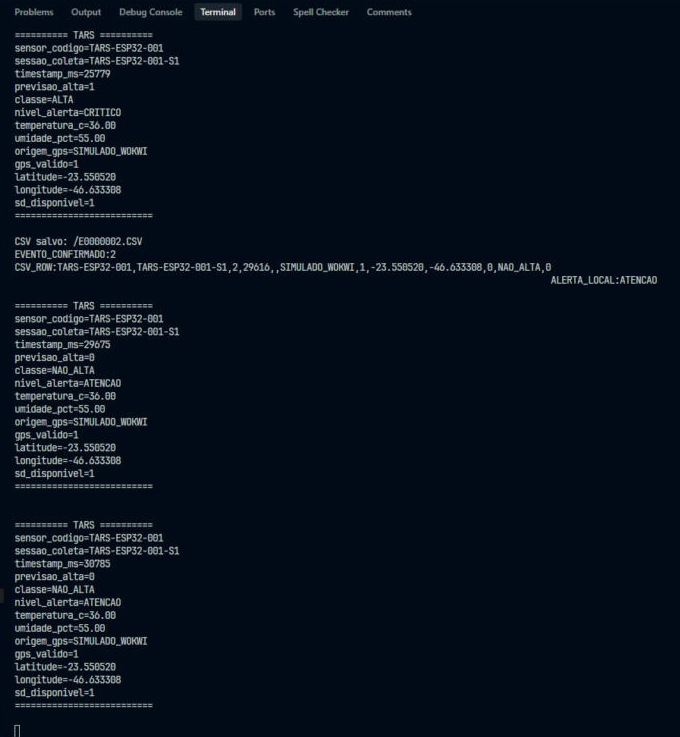 Problems Output Debug Console Terminal Ports Spell Checker Comments
========== TARS ==========
sensor_codigo=TARS-ESP32-001
sessao_coleta=TARS-ESP32-001-S1
timestamp_ms=25779
previsao_alta=1
classe=ALTA
nivel_alerta=CRITICO
temperatura_c=36.00
umidade_pct=55.00
origem_gps=SIMULADO_WOKWI
gps_valido=1
latitude=-23.550520
longitude=-46.633308
sd_disponivel=1
==========================
CSV salvo: /E0000002.CSV
EVENTO_CONFIRMADO:2
CSV_ROW:TARS-ESP32-001,TARS-ESP32-001-S1,2,29616,,SIMULADO_WOKWI,1,-23.550520,-46.633308,0,NAO_ALTA,0
ALERTA_LOCAL:ATENCAO
========== TARS ==========
sensor_codigo=TARS-ESP32-001
sessao_coleta=TARS-ESP32-001-S1
timestamp_ms=29675
previsao_alta=0
classe=NAO_ALTA
nivel_alerta=ATENCAO
temperatura_c=36.00
umidade_pct=55.00
origem_gps=SIMULADO_WOKWI
gps_valido=1
latitude=-23.550520
longitude=-46.633308
sd_disponivel=1
==========================
========== TARS ==========
sensor_codigo=TARS-ESP32-001
sessao_coleta=TARS-ESP32-001-S1
timestamp_ms=30785
previsao_alta=0
classe=NAO_ALTA
nivel_alerta=ATENCAO
temperatura_c=36.00
umidade_pct=55.00
origem_gps=SIMULADO_WOKWI
gps_valido=1
latitude=-23.550520
longitude=-46.633308
sd_disponivel=1
==========================